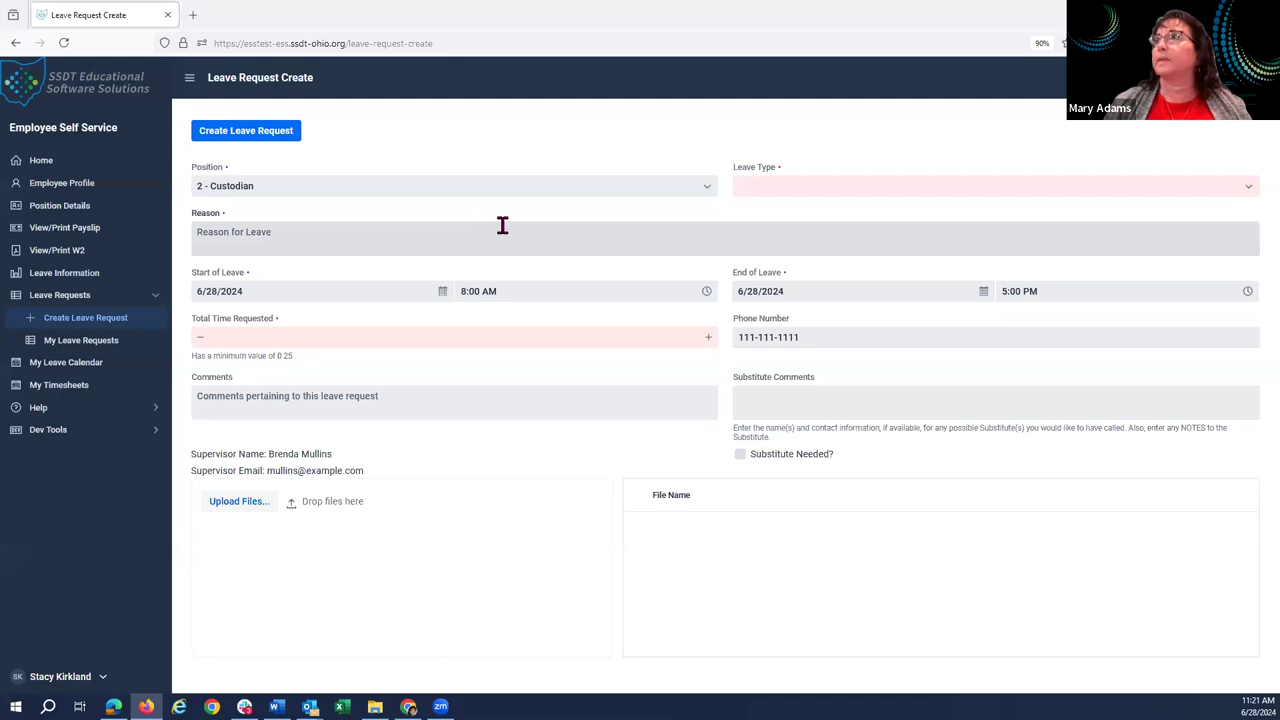 Leave Request Create
https://esstest-ess.ssdt-ohio.org/leave-request-create
90%
SSDT Educational
Software Solutions
Leave Request Create
Mary Adams
Employee Self Service
Home
Employee Profile
Position Details
View/Print Payslip
View/Print W2
Leave Information
Leave Requests
Create Leave Request
My Leave Requests
My Leave Calendar
My Timesheets
Help
Dev Tools
SK Stacy Kirkland
Create Leave Request
Position •
Leave Type •
2 - Custodian
Reason •
Reason for Leave
Start of Leave •
End of Leave •
6/28/2024
8:00 AM
6/28/2024
5:00 PM
Total Time Requested •
Phone Number
111-111-1111
Has a minimum value of 0.25
Comments
Substitute Comments
Comments pertaining to this leave request
Enter the name(s) and contact information, if available, for any possible Substitute(s) you would like to have called. Also, enter any NOTES to the
Substitute.
Supervisor Name: Brenda Mullins
Substitute Needed?
Supervisor Email: mullins@example.com
Upload Files...
Drop files here
File Name
11:21 AM
6/28/2024